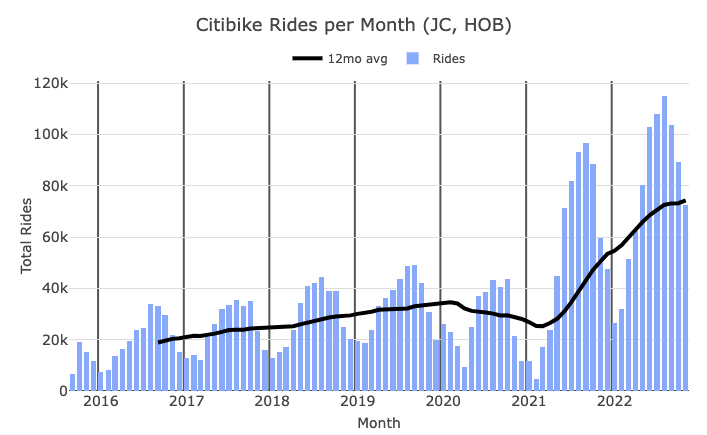 Citibike Rides per Month (JC, HOB)
12mo avg Rides
120k
100k
80k
60k
40k
20k
0
Total Rides
2016 2017 2018 2019 2020 2021 2022
Month